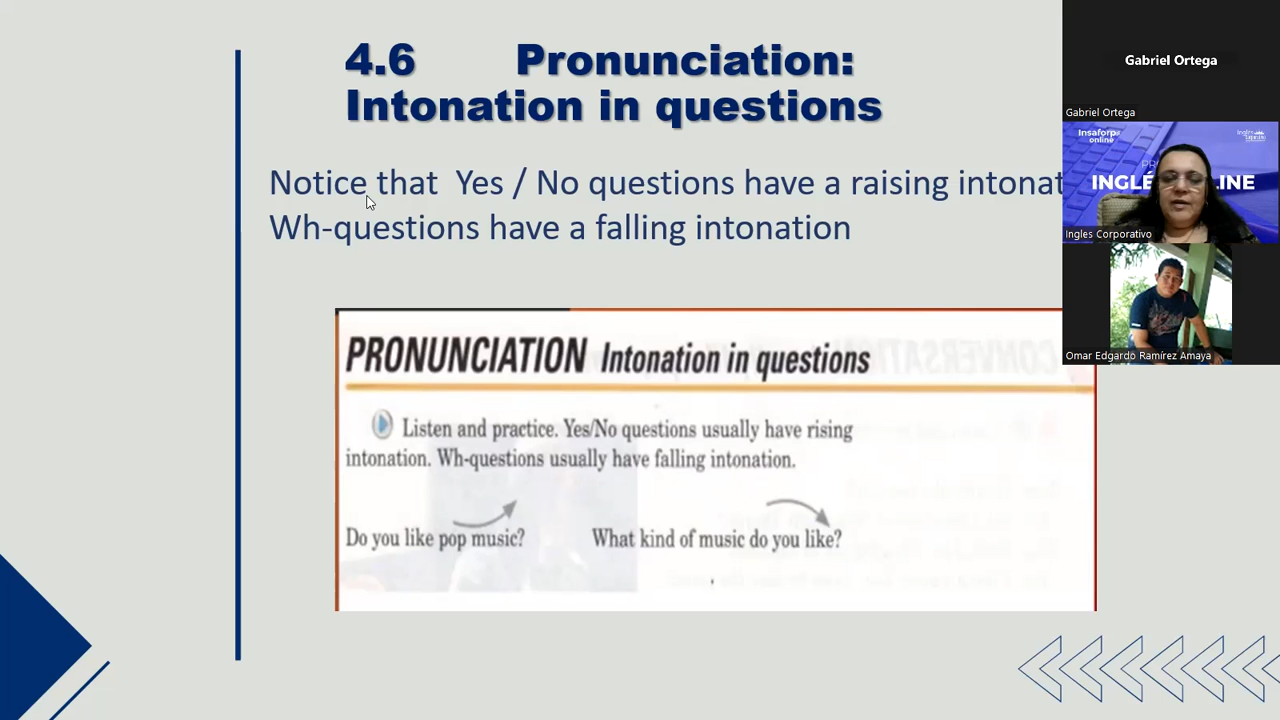 4.6 Pronunciation:
Intonation in questions
Notice that Yes / No questions have a raising intonat
Wh-questions have a falling intonation
PRONUNCIATION Intonation in questions
Listen and practice. Yes/No questions usually have rising
intonation. Wh-questions usually have falling intonation.
Do you like pop music? What kind of music do you like?
Gabriel Ortega
Gabriel Ortega
Insaforp
online
INGLÉ LINE
Ingles Corporativo
Omar Edgardo Ramírez Amaya